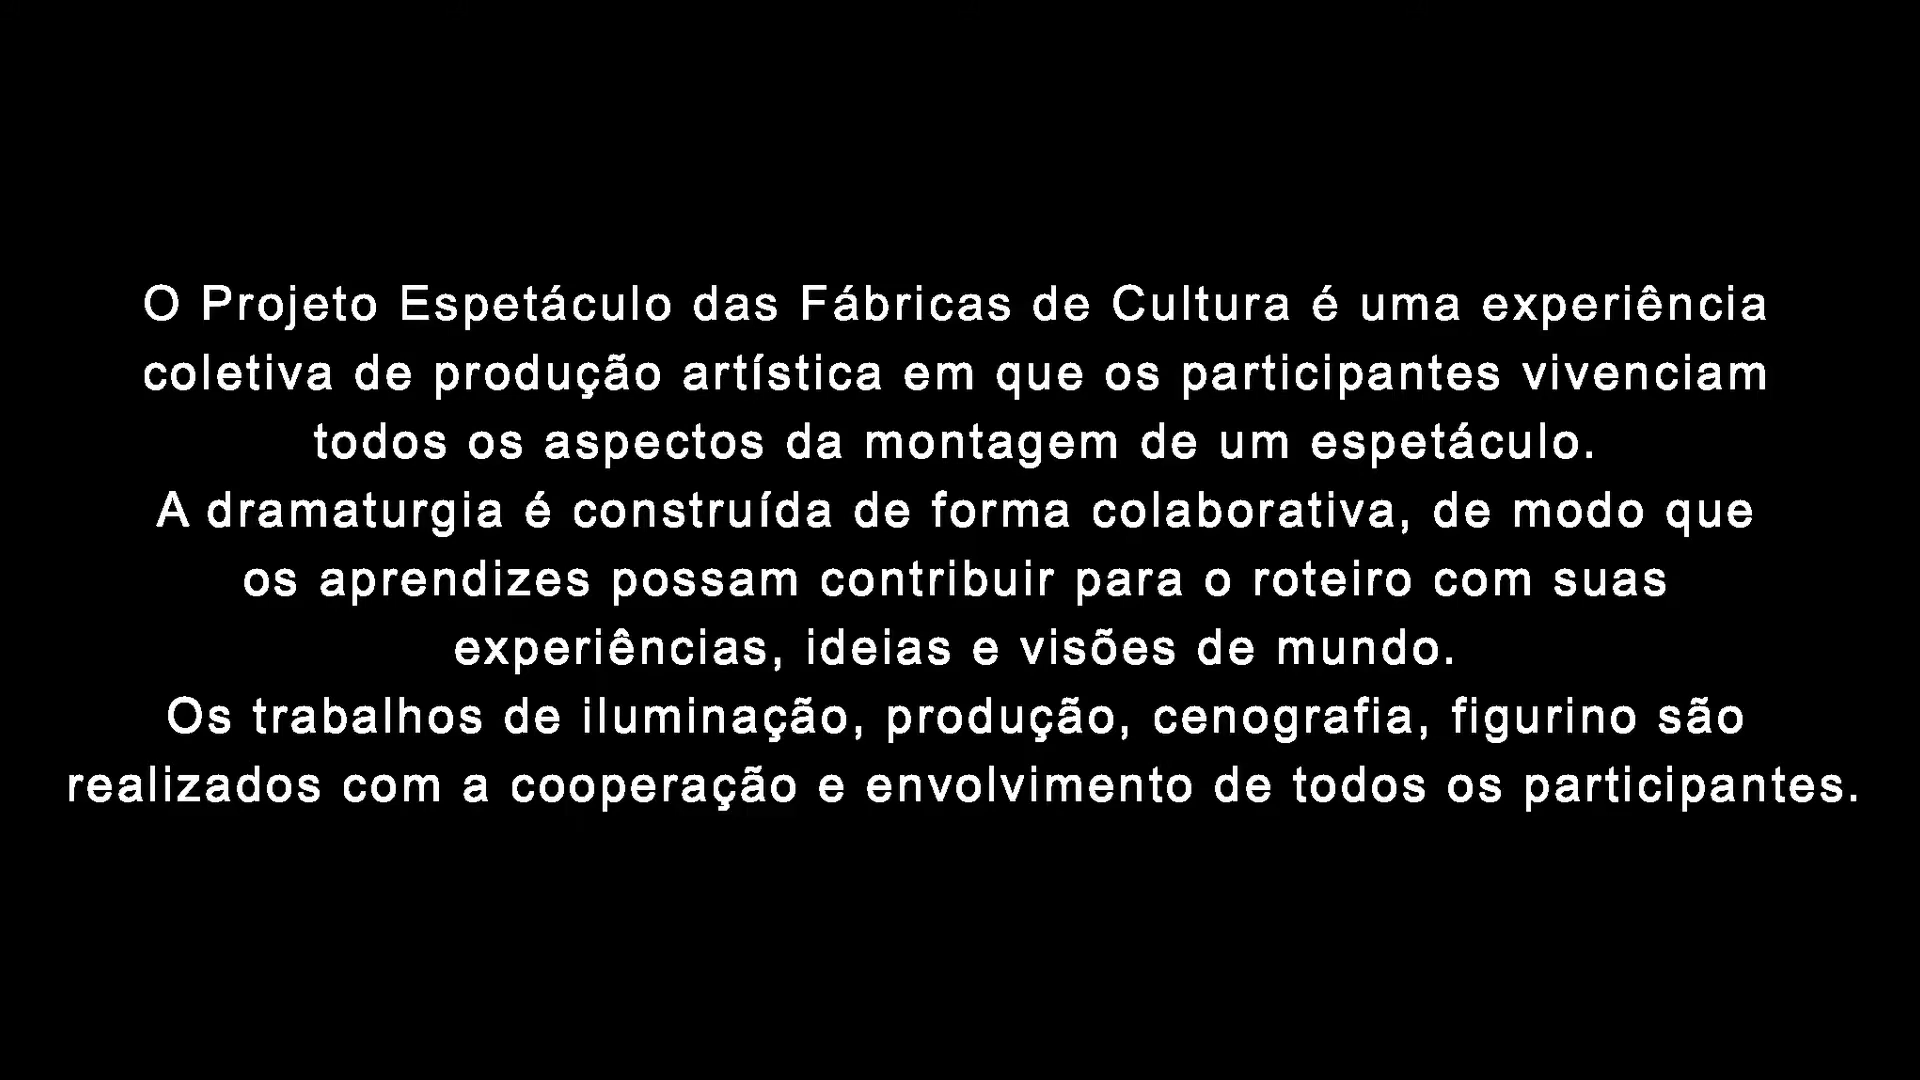 O Projeto Espetáculo das Fábricas de Cultura é uma experiência
coletiva de produção artística em que os participantes vivenciam
todos os aspectos da montagem de um espetáculo.
A dramaturgia é construída de forma colaborativa, de modo que
os aprendizes possam contribuir para o roteiro com suas
experiências, ideias e visões de mundo.
Os trabalhos de iluminação, produção, cenografia, figurino são
realizados com a cooperação e envolvimento de todos os participantes.